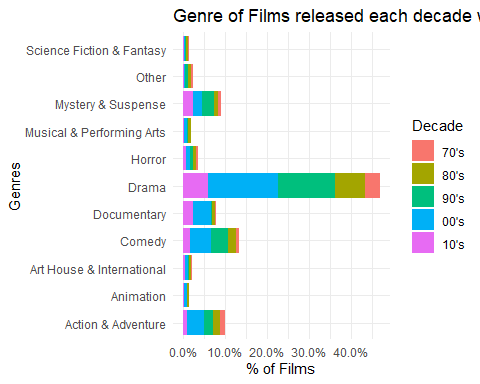 Genre of Films released each decade
Science Fiction & Fantasy
Other
Mystery & Suspense
Musical & Performing Arts
Horror
Drama
Documentary
Comedy
Art House & International
Animation
Action & Adventure
Genres
0.0% 10.0% 20.0% 30.0% 40.0%
% of Films
Decade
70's
80's
90's
00's
10's